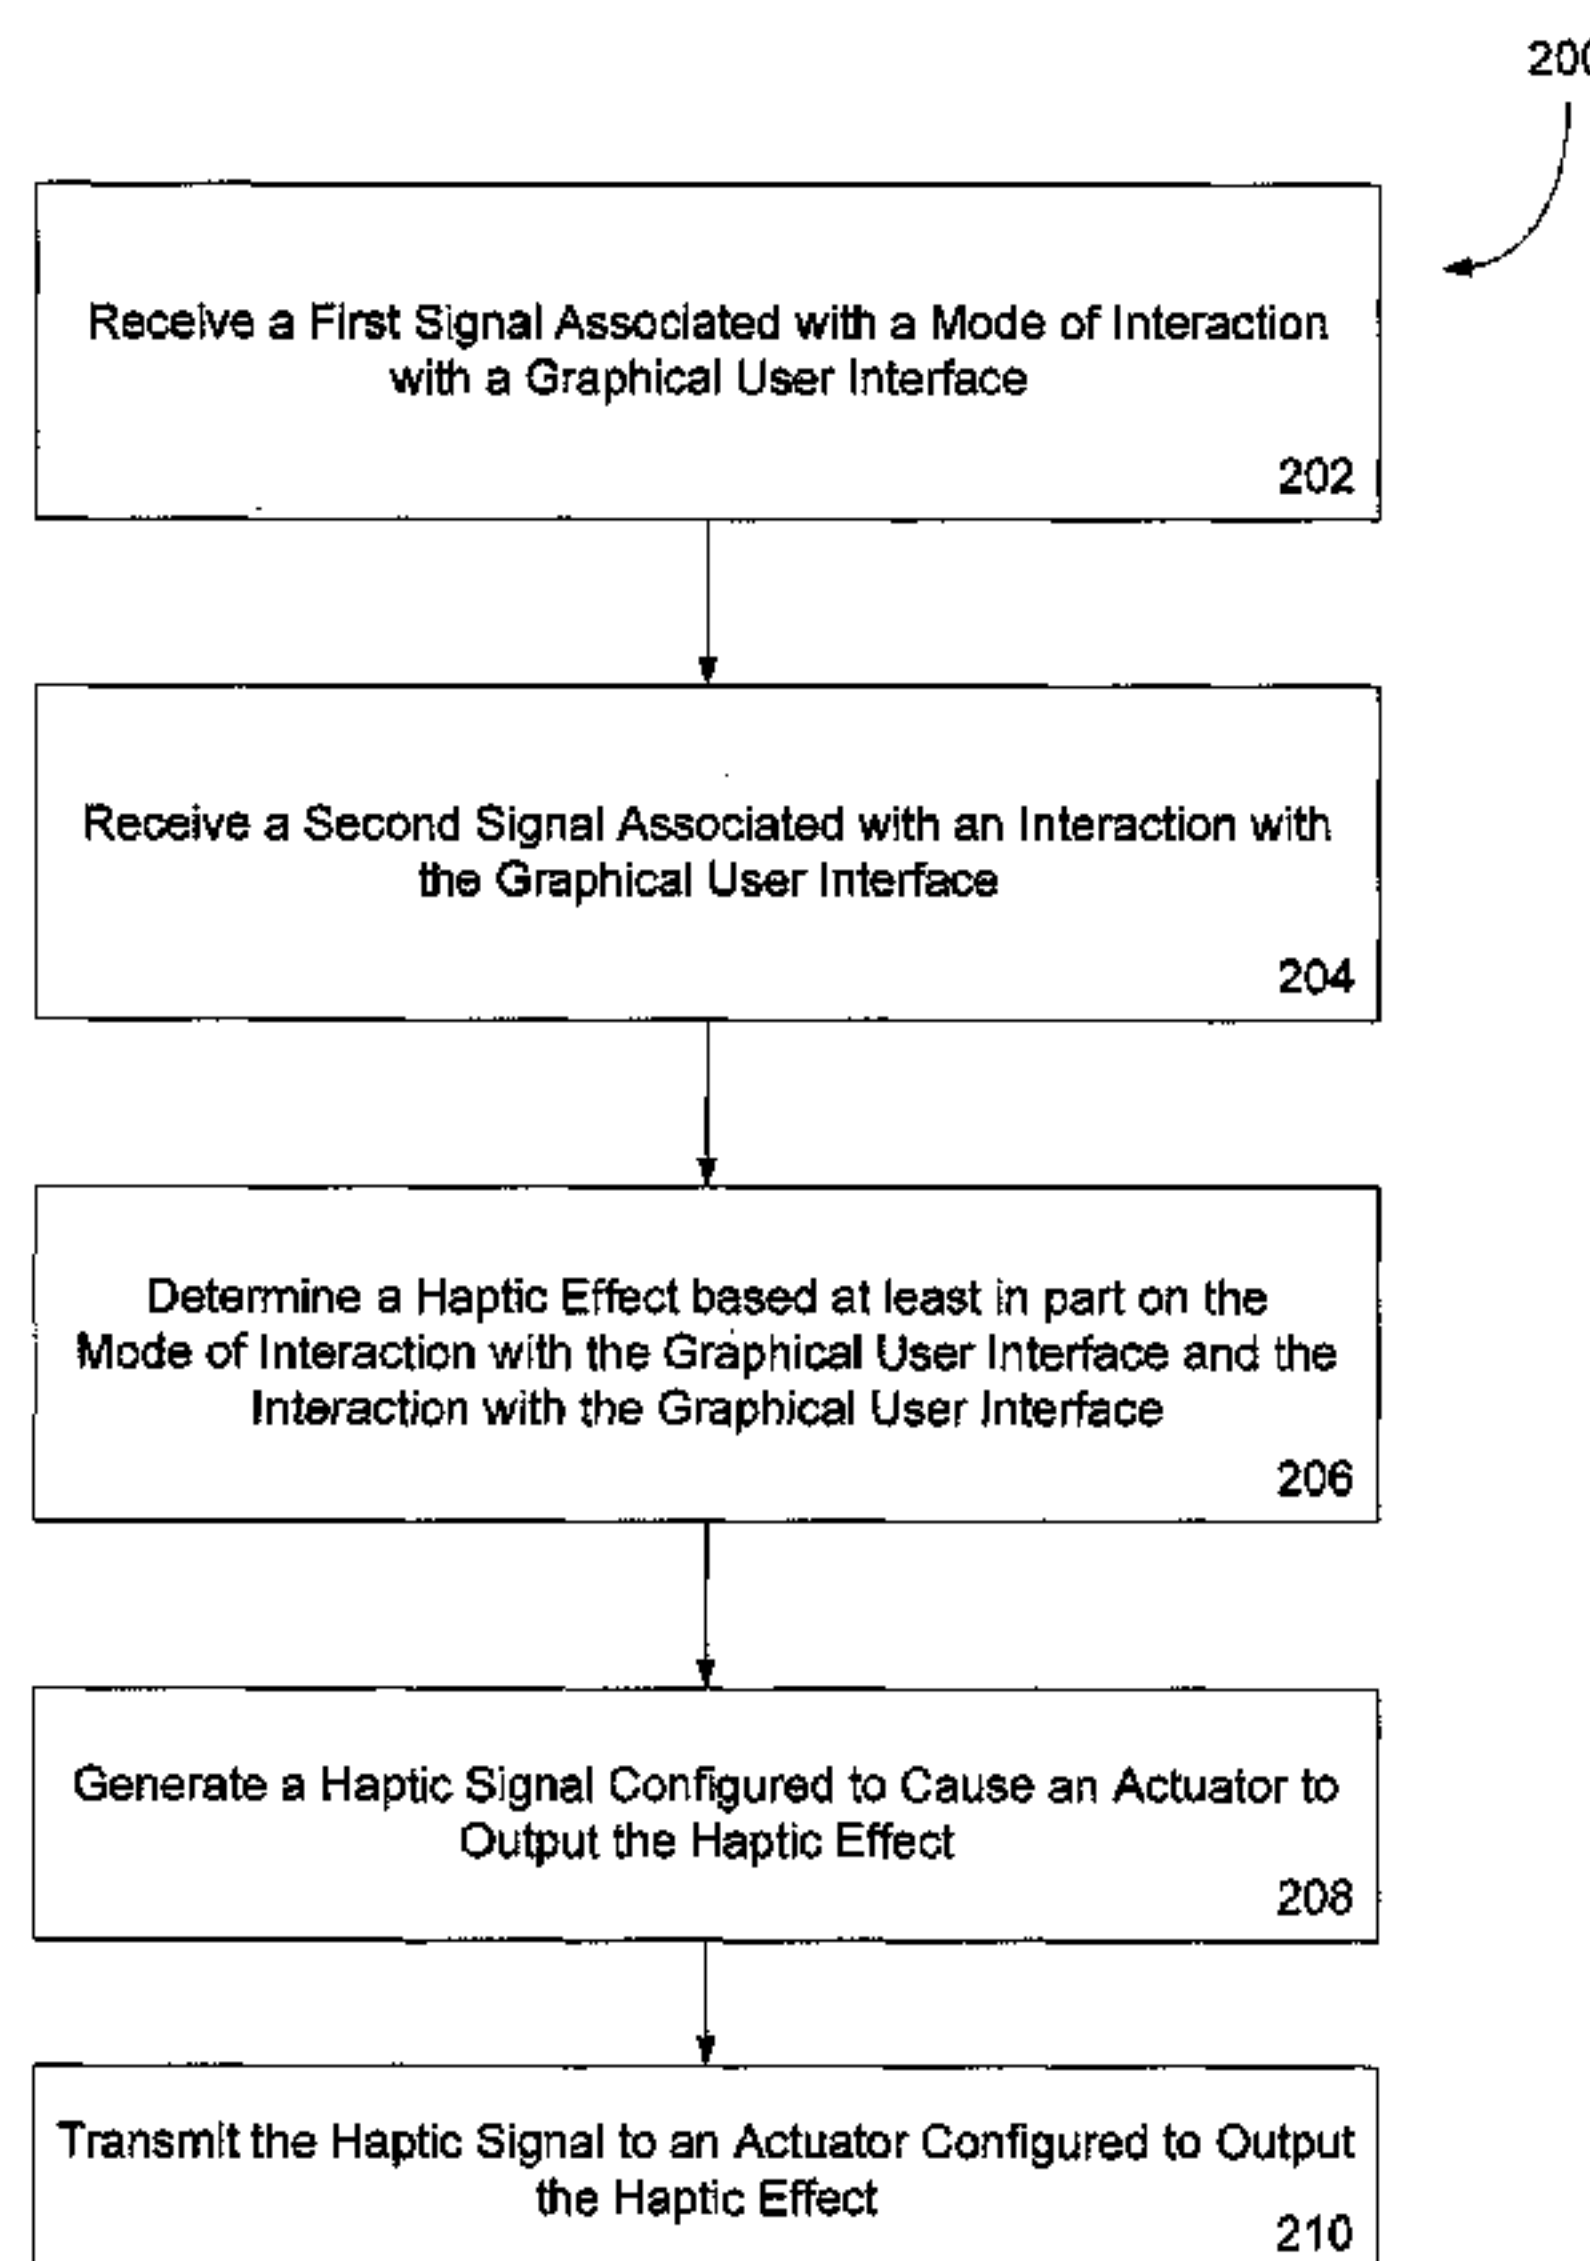 200
Receive a First Signal Associated with a Mode of Interaction
with a Graphical User Interface
202
Receive a Second Signal Associated with an Interaction with
the Graphical User Interface
204
Determine a Haptic Effect based at least in part on the
Mode of Interaction with the Graphical User Interface and the
Interaction with the Graphical User Interface
206
Generate a Haptic Signal Configured to Cause an Actuator to
Output the Haptic Effect
208
Transmit the Haptic Signal to an Actuator Configured to Output
the Haptic Effect
210